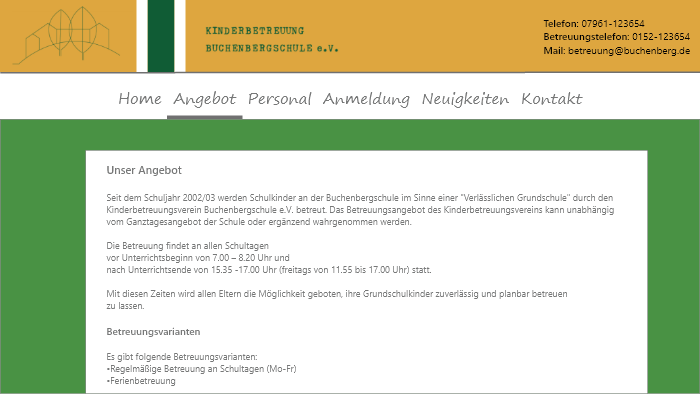 KINDERBETREUUNG
BUCHENBERGSCHULE e.V.
Telefon: 07961-123654
Betreuungstelefon: 0152-123654
Mail: betreuung@buchenberg.de
Home Angebot Personal Anmeldung Neuigkeiten Kontakt
Unser Angebot
Seit dem Schuljahr 2002/03 werden Schulkinder an der Buchenbergschule im Sinne einer "Verlässlichen Grundschule" durch den
Kinderbetreuungsverein Buchenbergschule e.V. betreut. Das Betreuungsangebot des Kinderbetreuungsvereins kann unabhängig
vom Ganztagesangebot der Schule oder ergänzend wahrgenommen werden.
Die Betreuung findet an allen Schultagen
vor Unterrichtsbeginn von 7.00 – 8.20 Uhr und
nach Unterrichtsende von 15.35 -17.00 Uhr (freitags von 11.55 bis 17.00 Uhr) statt.
Mit diesen Zeiten wird allen Eltern die Möglichkeit geboten, ihre Grundschulkinder zuverlässig und planbar betreuen
zu lassen.
Betreuungsvarianten
Es gibt folgende Betreuungsvarianten:
•Regelmäßige Betreuung an Schultagen (Mo-Fr)
•Ferienbetreuung